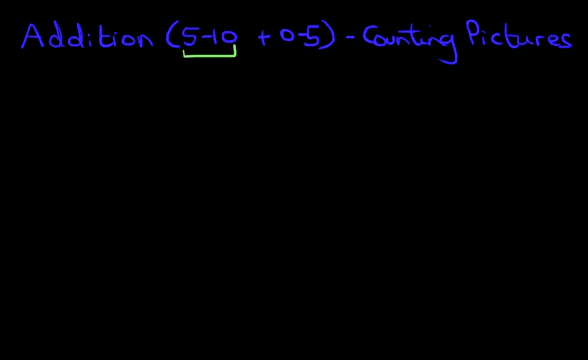 Addition (5-10 + 0-5) - Counting Pictures